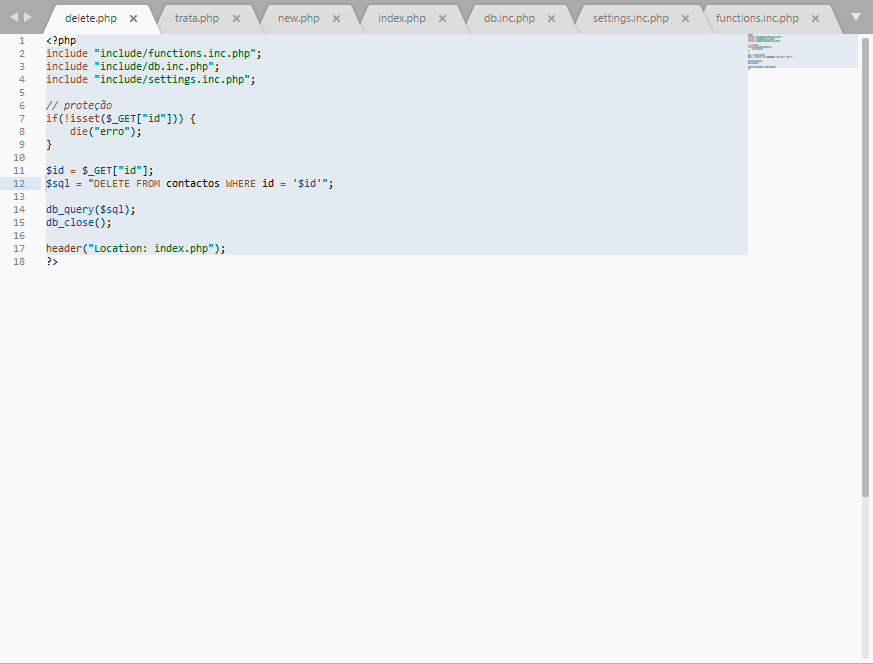 delete.php × trata.php × new.php × index.php × db.inc.php × settings.inc.php × functions.inc.php ×
1 <?php
2 include "include/functions.inc.php";
3 include "include/db.inc.php";
4 include "include/settings.inc.php";
5
6 // proteção
7 if(!isset($_GET["id"])) {
8     die("erro");
9 }
10
11 $id = $_GET["id"];
12 $sql = "DELETE FROM contactos WHERE id = '$id'";
13
14 db_query($sql);
15 db_close();
16
17 header("Location: index.php");
18 ?>